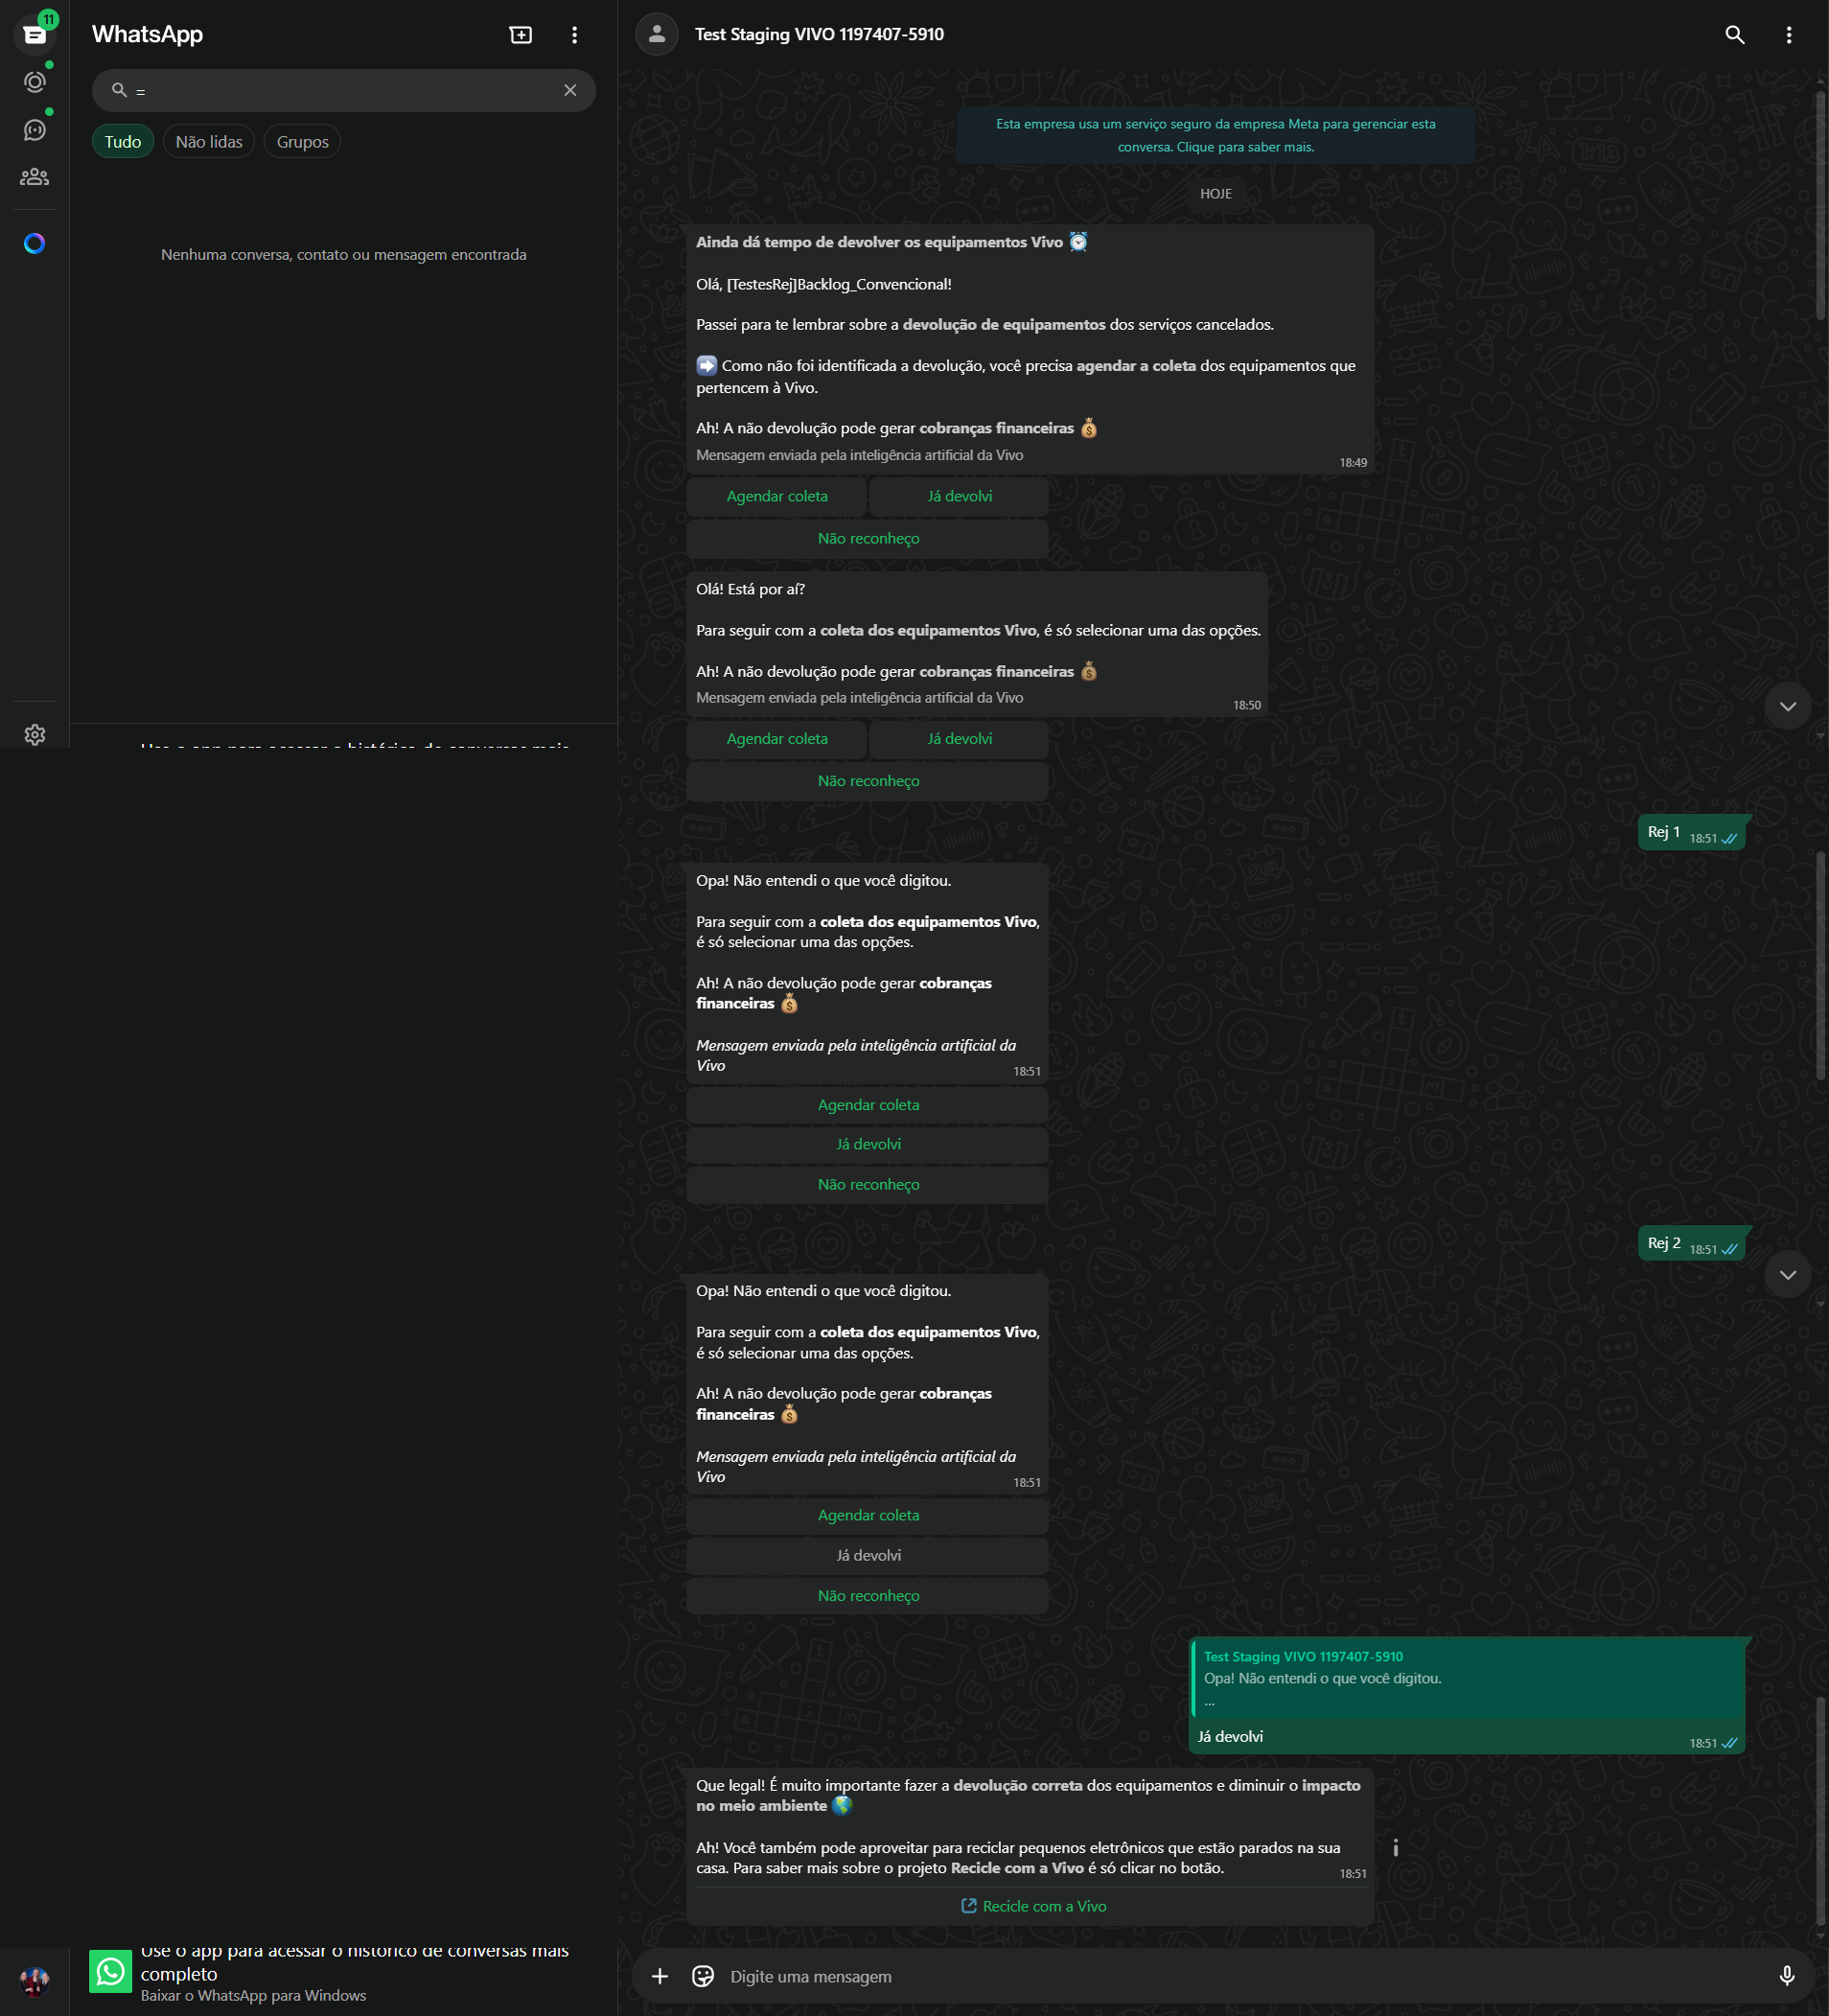 11
WhatsApp
=
Tudo
Não lidas
Grupos
Nenhuma conversa, contato ou mensagem encontrada
Test Staging VIVO 1197407-5910
Esta empresa usa um serviço seguro da empresa Meta para gerenciar esta
conversa. Clique para saber mais.
HOJE
Ainda dá tempo de devolver os equipamentos Vivo ⏰
Olá, [TestesRej]Backlog_Convencional!
Passei para te lembrar sobre a devolução de equipamentos dos serviços cancelados.
➡️ Como não foi identificada a devolução, você precisa agendar a coleta dos equipamentos que
pertencem à Vivo.
Ah! A não devolução pode gerar cobranças financeiras 💰
Mensagem enviada pela inteligência artificial da Vivo
18:49
Agendar coleta
Já devolvi
Não reconheço
Olá! Está por aí?
Para seguir com a coleta dos equipamentos Vivo, é só selecionar uma das opções.
Ah! A não devolução pode gerar cobranças financeiras 💰
Mensagem enviada pela inteligência artificial da Vivo
18:50
Agendar coleta
Já devolvi
Não reconheço
Rej 1 18:51
Opa! Não entendi o que você digitou.
Para seguir com a coleta dos equipamentos Vivo,
é só selecionar uma das opções.
Ah! A não devolução pode gerar cobranças
financeiras 💰
Mensagem enviada pela inteligência artificial da
Vivo
18:51
Agendar coleta
Já devolvi
Não reconheço
Rej 2 18:51
Opa! Não entendi o que você digitou.
Para seguir com a coleta dos equipamentos Vivo,
é só selecionar uma das opções.
Ah! A não devolução pode gerar cobranças
financeiras 💰
Mensagem enviada pela inteligência artificial da
Vivo
18:51
Agendar coleta
Já devolvi
Não reconheço
Test Staging VIVO 1197407-5910
Opa! Não entendi o que você digitou.
...
Já devolvi
18:51
Que legal! É muito importante fazer a devolução correta dos equipamentos e diminuir o impacto
no meio ambiente 🌎
Ah! Você também pode aproveitar para reciclar pequenos eletrônicos que estão parados na sua
casa. Para saber mais sobre o projeto Recicle com a Vivo é só clicar no botão.
18:51
Recicle com a Vivo
Use o app para acessar o histórico de conversas mais
completo
Baixar o WhatsApp para Windows
Digite uma mensagem